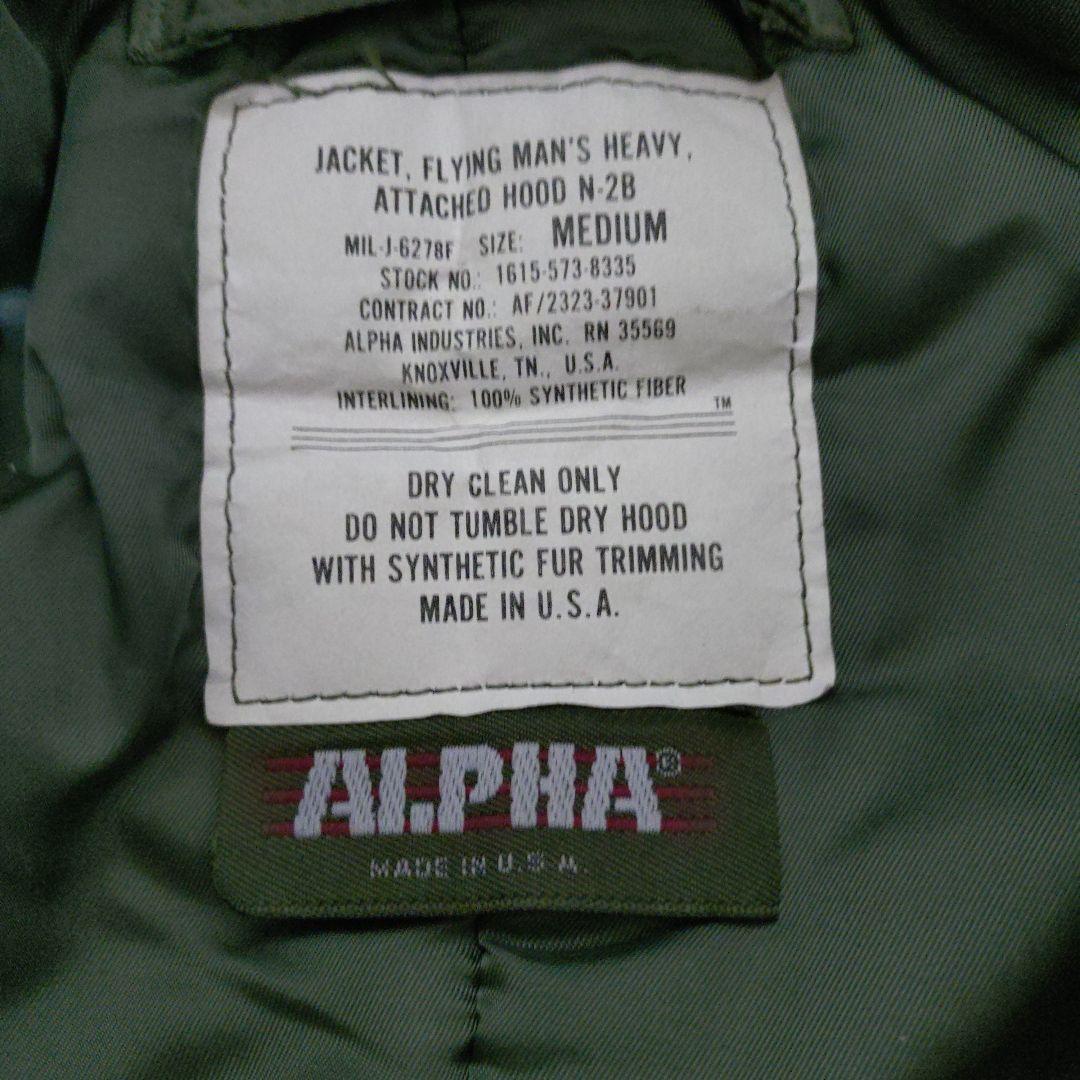 JACKET, FLYING MAN'S HEAVY,
ATTACHED HOOD N-2B
MIL-J-6278F SIZE: MEDIUM
STOCK NO.: 1615-573-8335
CONTRACT NO.: AF/2323-37901
ALPHA INDUSTRIES, INC. RN 35569
KNOXVILLE, TN., U.S.A.
INTERLINING: 100% SYNTHETIC FIBER
TM
DRY CLEAN ONLY
DO NOT TUMBLE DRY HOOD
WITH SYNTHETIC FUR TRIMMING
MADE IN U.S.A.
ALPHA®
MADE IN U.S.A.